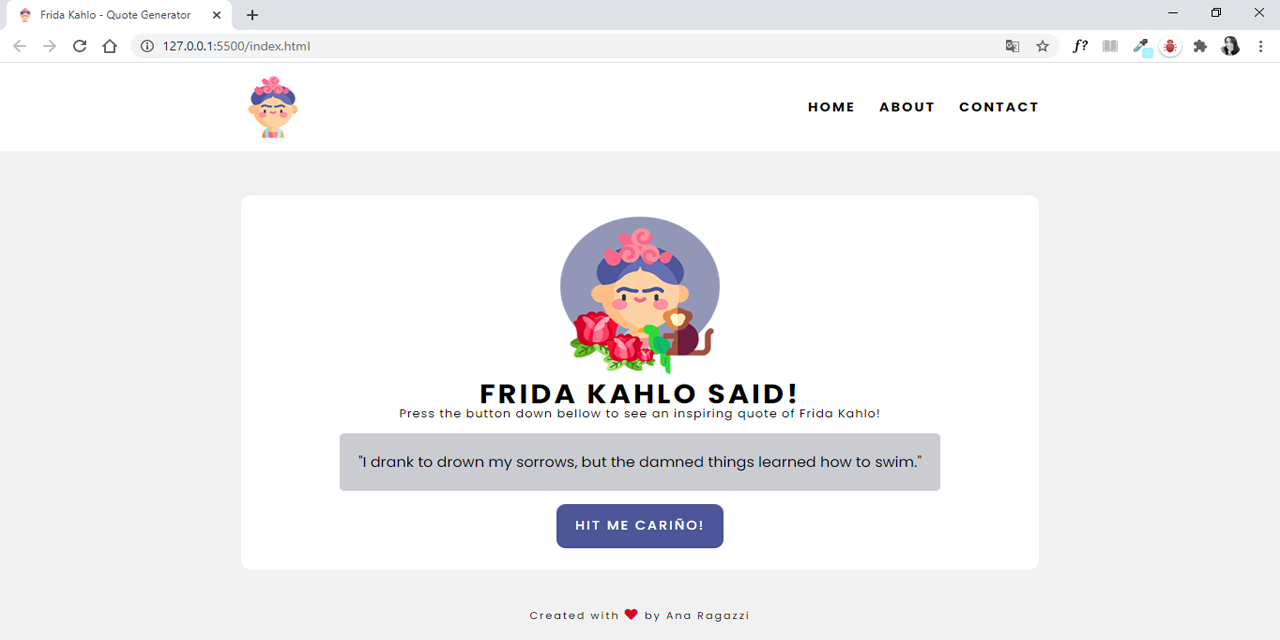 Frida Kahlo - Quote Generator
127.0.0.1:5500/index.html
f?
HOME ABOUT CONTACT
FRIDA KAHLO SAID!
Press the button down bellow to see an inspiring quote of Frida Kahlo!
"I drank to drown my sorrows, but the damned things learned how to swim."
HIT ME CARIÑO!
Created with ❤ by Ana Ragazzi